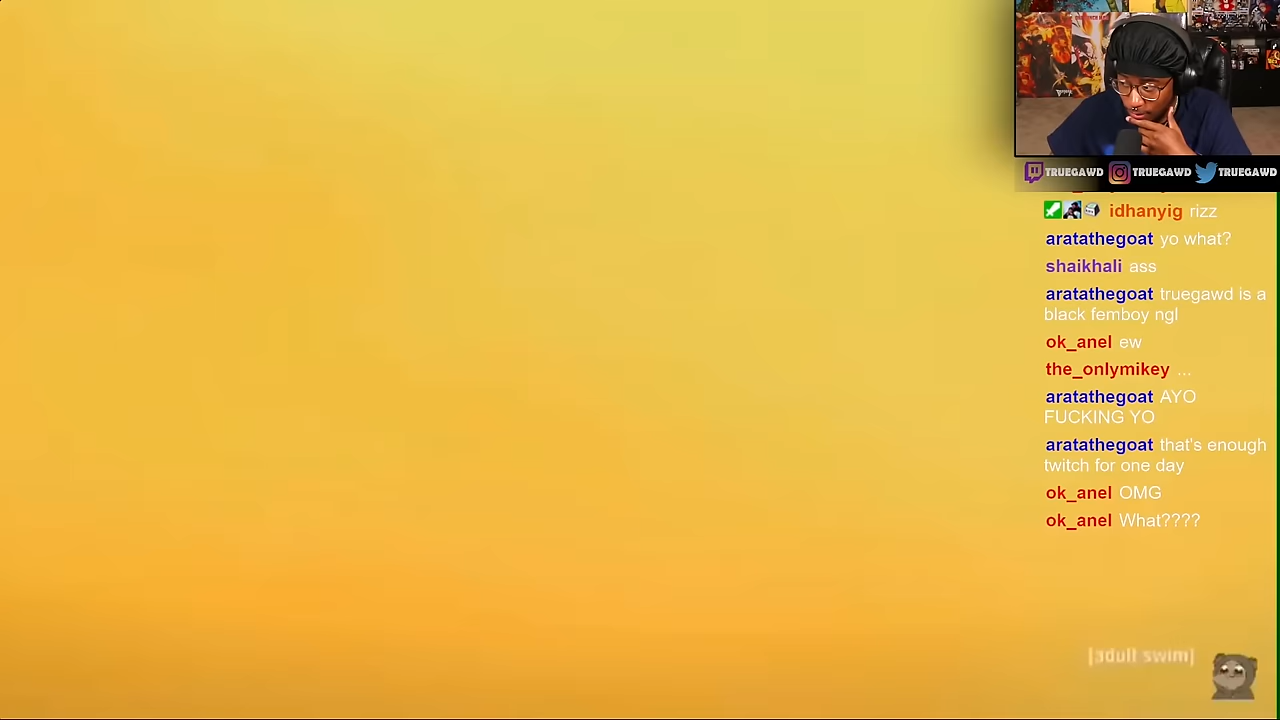 TRUEGAWD TRUEGAWD TRUEGAWD
idhanyig rizz
aratathegoat yo what?
shaikhali ass
aratathegoat truegawd is a
black femboy ngl
ok_anel ew
the_onlymikey ...
aratathegoat AYO
FUCKING YO
aratathegoat that's enough
twitch for one day
ok_anel OMG
ok_anel What????
[adult swim]